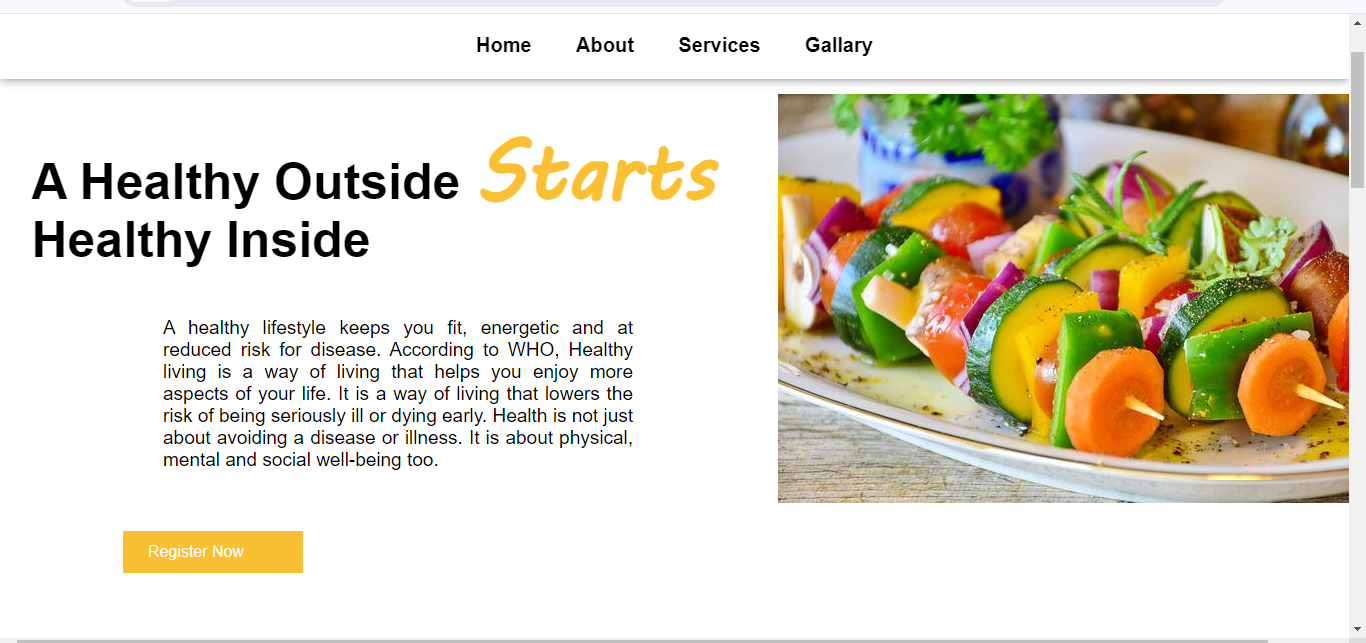 Home About Services Gallary
A Healthy Outside Starts
Healthy Inside
A healthy lifestyle keeps you fit, energetic and at
reduced risk for disease. According to WHO, Healthy
living is a way of living that helps you enjoy more
aspects of your life. It is a way of living that lowers the
risk of being seriously ill or dying early. Health is not just
about avoiding a disease or illness. It is about physical,
mental and social well-being too.
Register Now